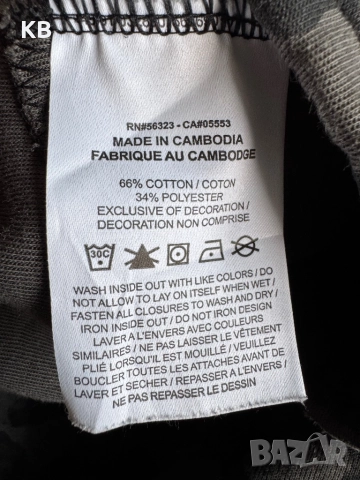 KB
RN#56323 - CA#05553
MADE IN CAMBODIA
FABRIQUE AU CAMBODGE
66% COTTON / COTON
34% POLYESTER
EXCLUSIVE OF DECORATION /
DECORATION NON COMPRISE
30C
WASH INSIDE OUT WITH LIKE COLORS / DO
NOT ALLOW TO LAY ON ITSELF WHEN WET /
FASTEN ALL CLOSURES TO WASH AND DRY /
IRON INSIDE OUT / DO NOT IRON DESIGN
LAVER A L'ENVERS AVEC COULEURS
SIMILAIRES / NE PAS LAISSER LE VÊTEMENT
PLIÉ LORSQU'IL EST MOUILLÉ / VEUILLEZ
BOUCLER TOUTES LES ATTACHES AVANT DE
LAVER ET SECHER / REPASSER A L'ENVERS /
NE PAS REPASSER LE DESSIN
BAZAR
bg